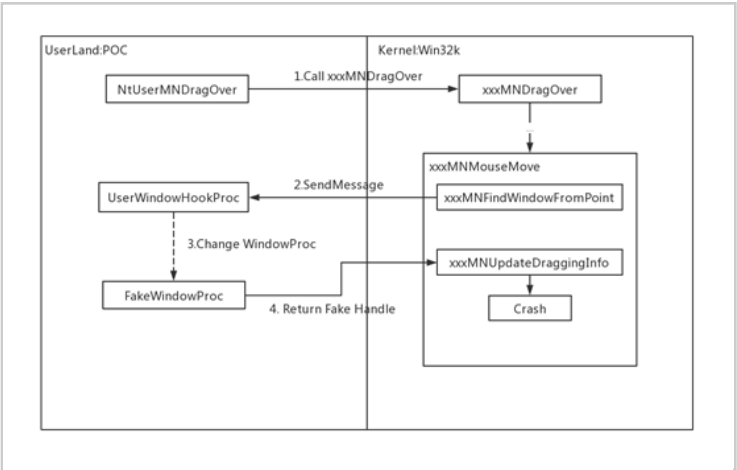 UserLand:POC
Kernel:Win32k
1.Call xxxMNDragOver
NtUserMNDragOver
xxxMNDragOver
...
xxxMNMouseMove
2.SendMessage
UserWindowHookProc
xxxMNFindWindowFromPoint
3.Change WindowProc
xxxMNUpdateDraggingInfo
FakeWindowProc
4. Return Fake Handle
Crash